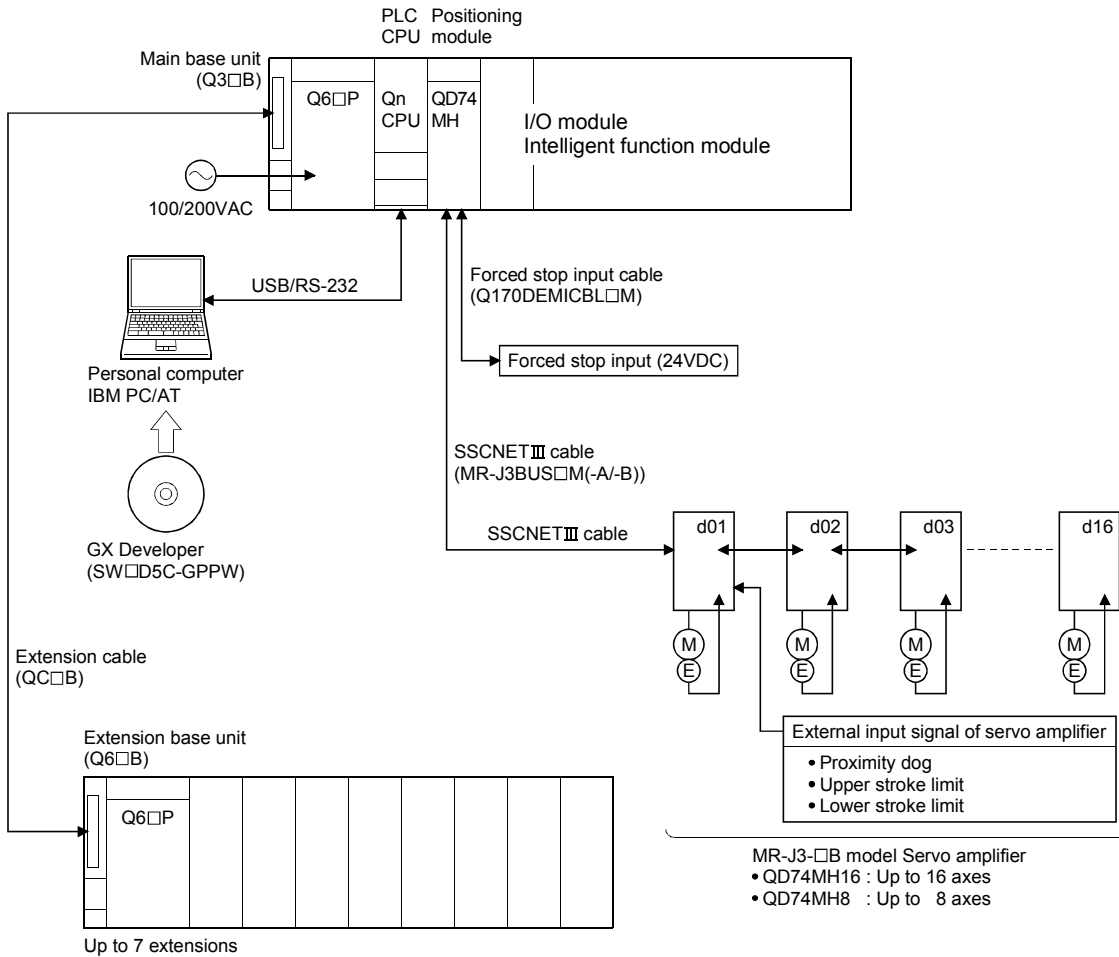 PLC CPU
Positioning module
Main base unit
(Q3□B)
Q6□P
Qn
CPU
QD74
MH
I/O module
Intelligent function module
100/200VAC
USB/RS-232
Forced stop input cable
(Q170DEMICBL□M)
Forced stop input (24VDC)
Personal computer
IBM PC/AT
SSCNETⅢ cable
(MR-J3BUS□M(-A/-B))
SSCNETⅢ cable
GX Developer
(SW□D5C-GPPW)
d01
d02
d03
d16
M
E
M
E
M
E
M
E
Extension cable
(QC□B)
External input signal of servo amplifier
• Proximity dog
• Upper stroke limit
• Lower stroke limit
Extension base unit
(Q6□B)
Q6□P
MR-J3-□B model Servo amplifier
• QD74MH16 : Up to 16 axes
• QD74MH8 : Up to 8 axes
Up to 7 extensions